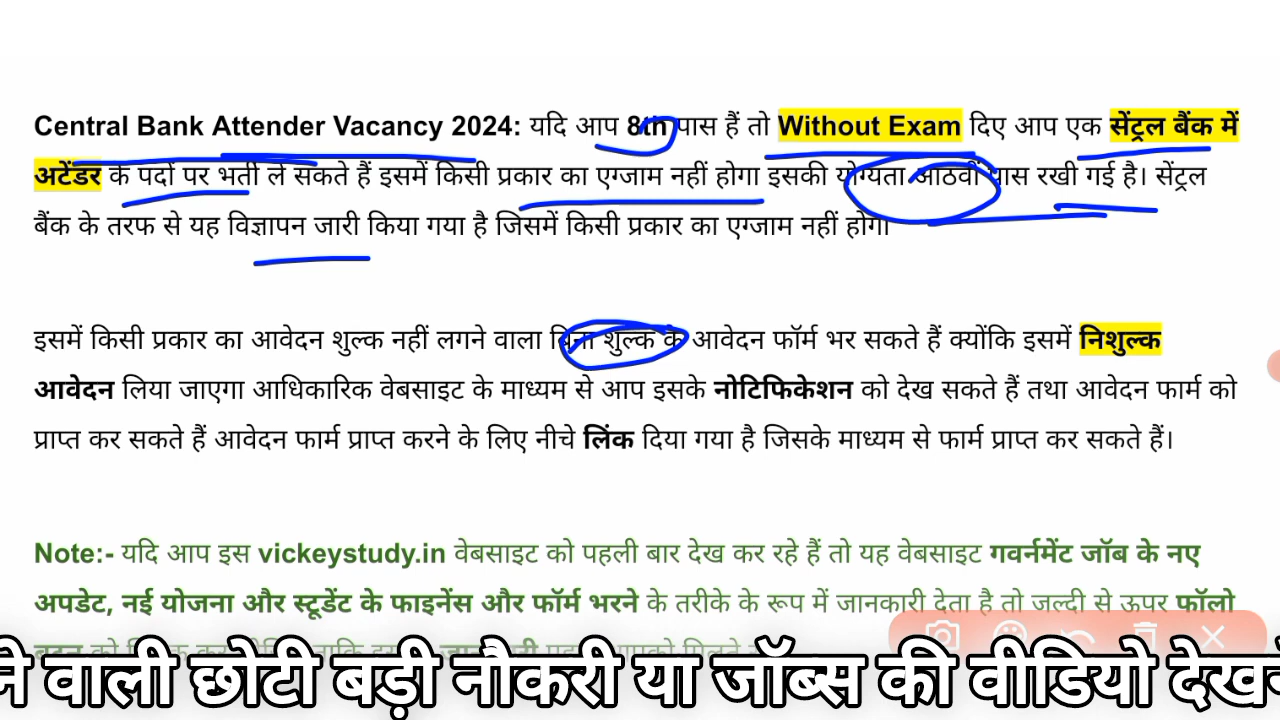 Central Bank Attender Vacancy 2024: यदि आप 8th पास हैं तो Without Exam दिए आप एक सेंट्रल बैंक में
अटेंडर के पदों पर भर्ती ले सकते हैं इसमें किसी प्रकार का एग्जाम नहीं होगा इसकी योग्यता आठवीं पास रखी गई है। सेंट्रल
बैंक के तरफ से यह विज्ञापन जारी किया गया है जिसमें किसी प्रकार का एग्जाम नहीं होगा
इसमें किसी प्रकार का आवेदन शुल्क नहीं लगने वाला बिना शुल्क के आवेदन फॉर्म भर सकते हैं क्योंकि इसमें निशुल्क
आवेदन लिया जाएगा आधिकारिक वेबसाइट के माध्यम से आप इसके नोटिफिकेशन को देख सकते हैं तथा आवेदन फार्म को
प्राप्त कर सकते हैं आवेदन फार्म प्राप्त करने के लिए नीचे लिंक दिया गया है जिसके माध्यम से फार्म प्राप्त कर सकते हैं।
Note:- यदि आप इस vickeystudy.in वेबसाइट को पहली बार देख कर रहे हैं तो यह वेबसाइट गवर्नमेंट जॉब के नए
अपडेट, नई योजना और स्टूडेंट के फाइनेंस और फॉर्म भरने के तरीके के रूप में जानकारी देता है तो जल्दी से ऊपर फॉलो
वाली छोटी बड़ी नौकरी या जॉब्स की वीडियो